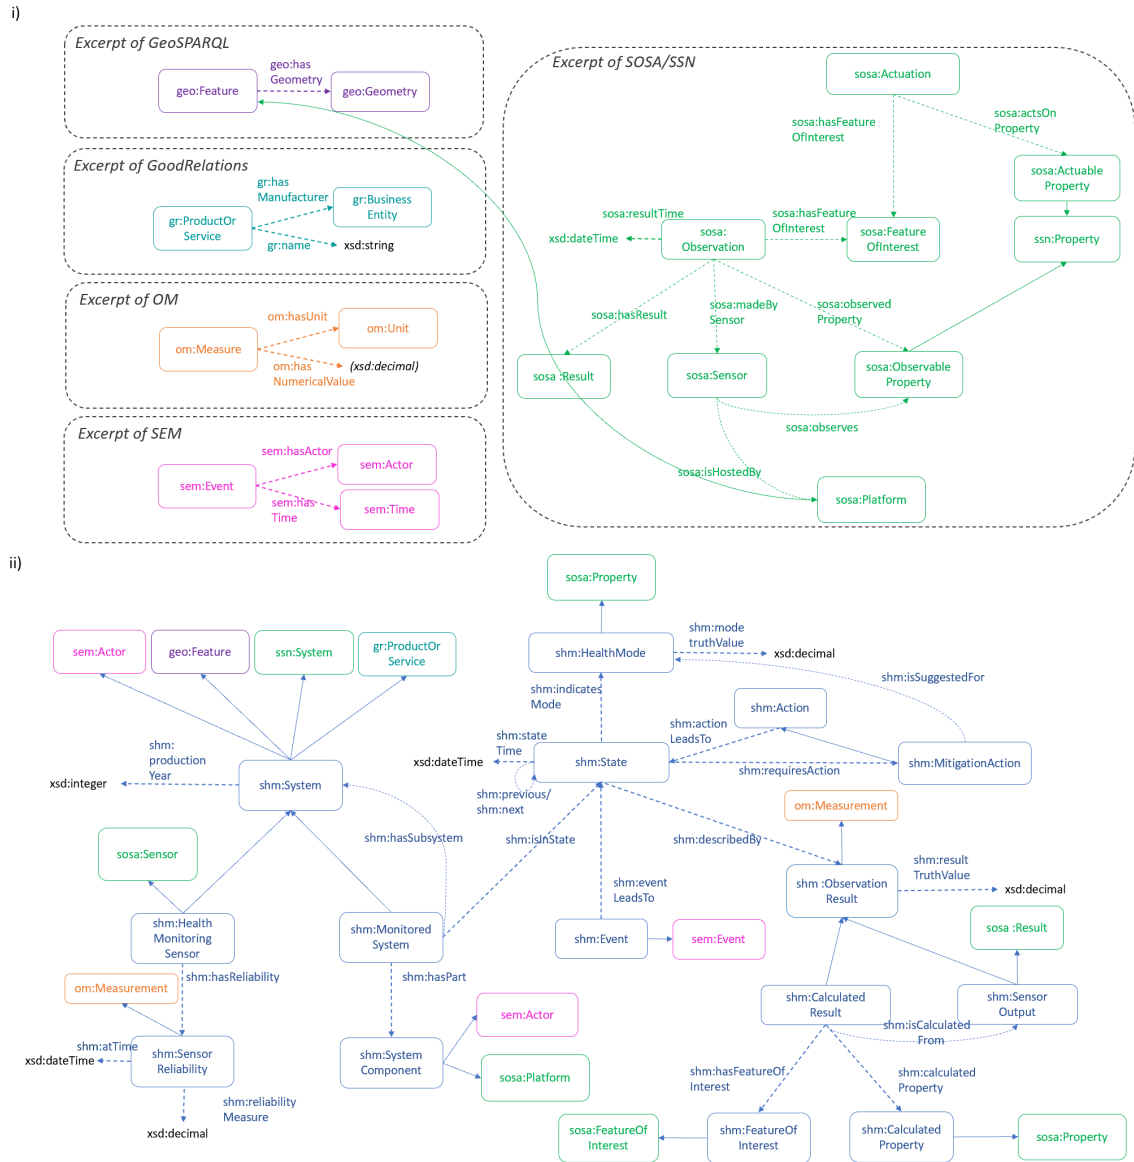 i)
Excerpt of GeoSPARQL
geo:has
Geometry
geo:Feature
geo:Geometry
Excerpt of GoodRelations
gr:has
Manufacturer
gr:Business
Entity
gr:ProductOr
Service
gr:name
xsd:string
Excerpt of OM
om:hasUnit
om:Unit
om:Measure
om:has
NumericalValue
(xsd:decimal)
Excerpt of SEM
sem:hasActor
sem:Actor
sem:Event
sem:has
Time
sem:Time
Excerpt of SOSA/SSN
sosa:Actuation
sosa:hasFeature
OfInterest
sosa:actsOn
Property
sosa:Actuable
Property
sosa:resultTime
sosa:hasFeature
OfInterest
xsd:dateTime
sosa:
Observation
sosa:Feature
OfInterest
ssn:Property
sosa:hasResult
sosa:madeBy
Sensor
sosa:observed
Property
sosa :Result
sosa:Sensor
sosa:Observable
Property
sosa:observes
sosa:isHostedBy
sosa:Platform
ii)
sosa:Property
sem:Actor
geo:Feature
ssn:System
gr:ProductOr
Service
shm:HealthMode
shm:mode
truthValue
xsd:decimal
shm:indicates
Mode
shm:isSuggestedFor
shm:Action
shm:action
LeadsTo
shm:
production
Year
xsd:integer
shm:System
shm:state
Time
xsd:dateTime
shm:State
shm:requiresAction
shm:MitigationAction
shm:previous/
shm:next
shm:hasSubsystem
shm:isInState
shm:describedBy
om:Measurement
sosa:Sensor
shm :Observation
Result
shm:result
TruthValue
xsd:decimal
shm:event
LeadsTo
shm:Health
Monitoring
Sensor
shm:Monitored
System
shm:Event
sem:Event
sosa :Result
shm:hasReliability
shm:hasPart
om:Measurement
shm:Calculated
Result
shm:Sensor
Output
sem:Actor
shm:isCalculated
From
shm:atTime
xsd:dateTime
shm:Sensor
Reliability
shm:System
Component
sosa:Platform
shm:hasFeatureOf
Interest
shm:calculated
Property
shm:reliability
Measure
xsd:decimal
sosa:FeatureOf
Interest
shm:FeatureOf
Interest
shm:Calculated
Property
sosa:Property